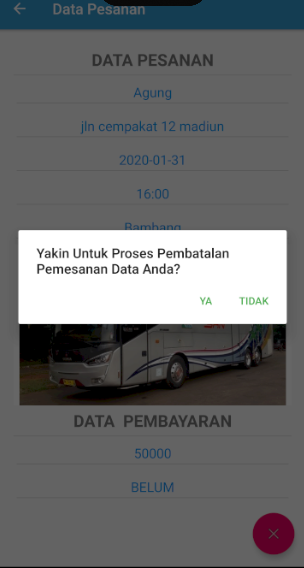 Data Pesanan
DATA PESANAN
Agung
jln cempakat 12 madiun
2020-01-31
16:00
Bambang
Yakin Untuk Proses Pembatalan
Pemesanan Data Anda?
YA TIDAK
DATA PEMBAYARAN
50000
BELUM